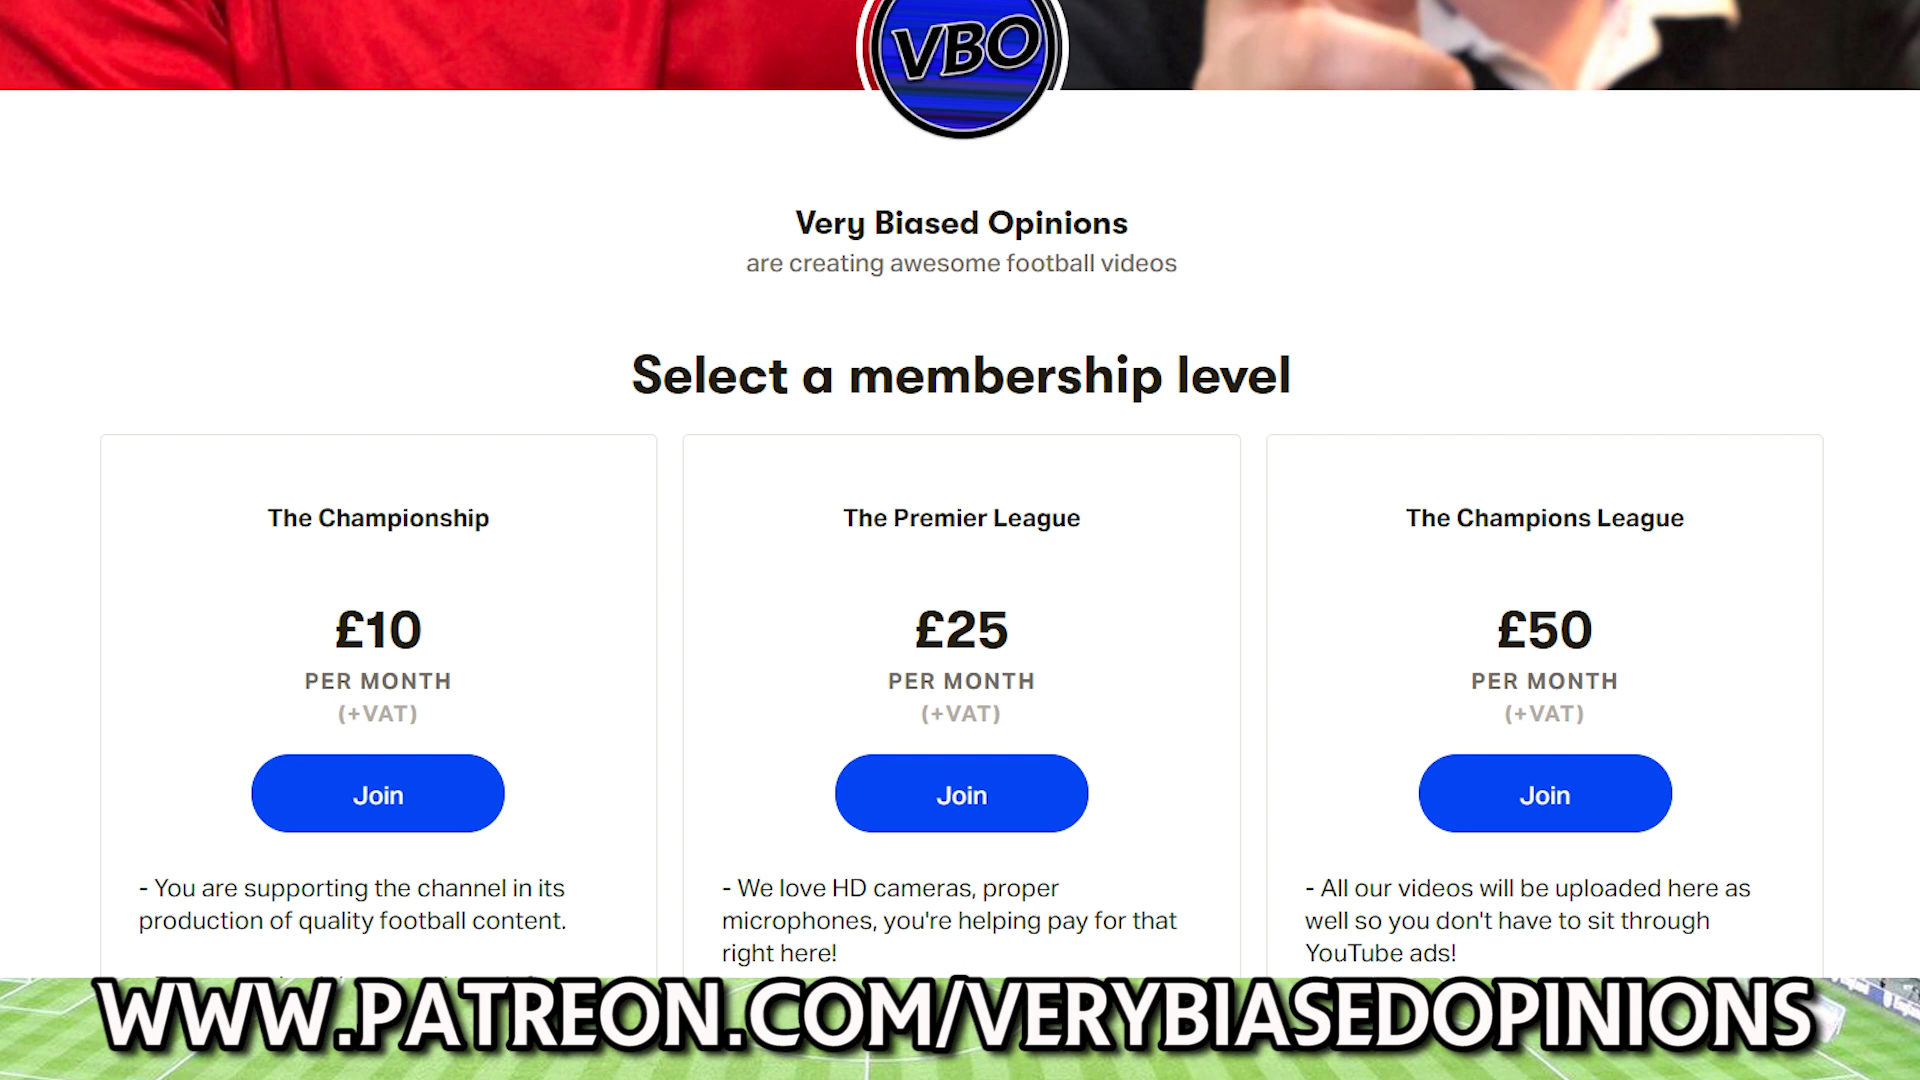 VBO
Very Biased Opinions
are creating awesome football videos
Select a membership level
The Championship
£10
PER MONTH
(+VAT)
Join
- You are supporting the channel in its
production of quality football content.
The Premier League
£25
PER MONTH
(+VAT)
Join
- We love HD cameras, proper
microphones, you're helping pay for that
right here!
The Champions League
£50
PER MONTH
(+VAT)
Join
- All our videos will be uploaded here as
well so you don't have to sit through
YouTube ads!
WWW.PATREON.COM/VERYBIASEDOPINIONS